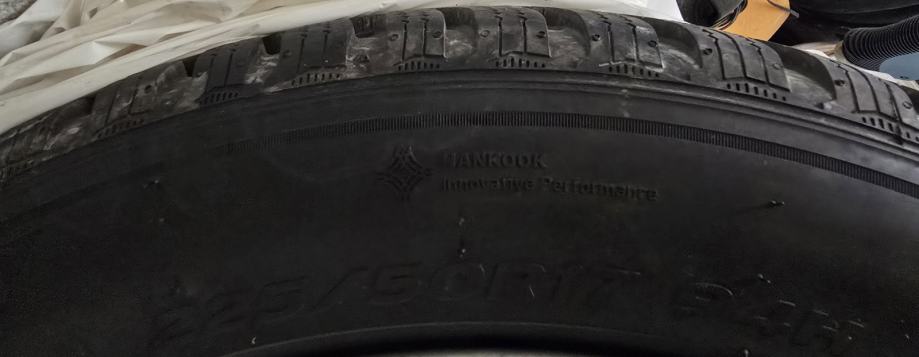 HANKOOK
Innovative Performance
225/50R17